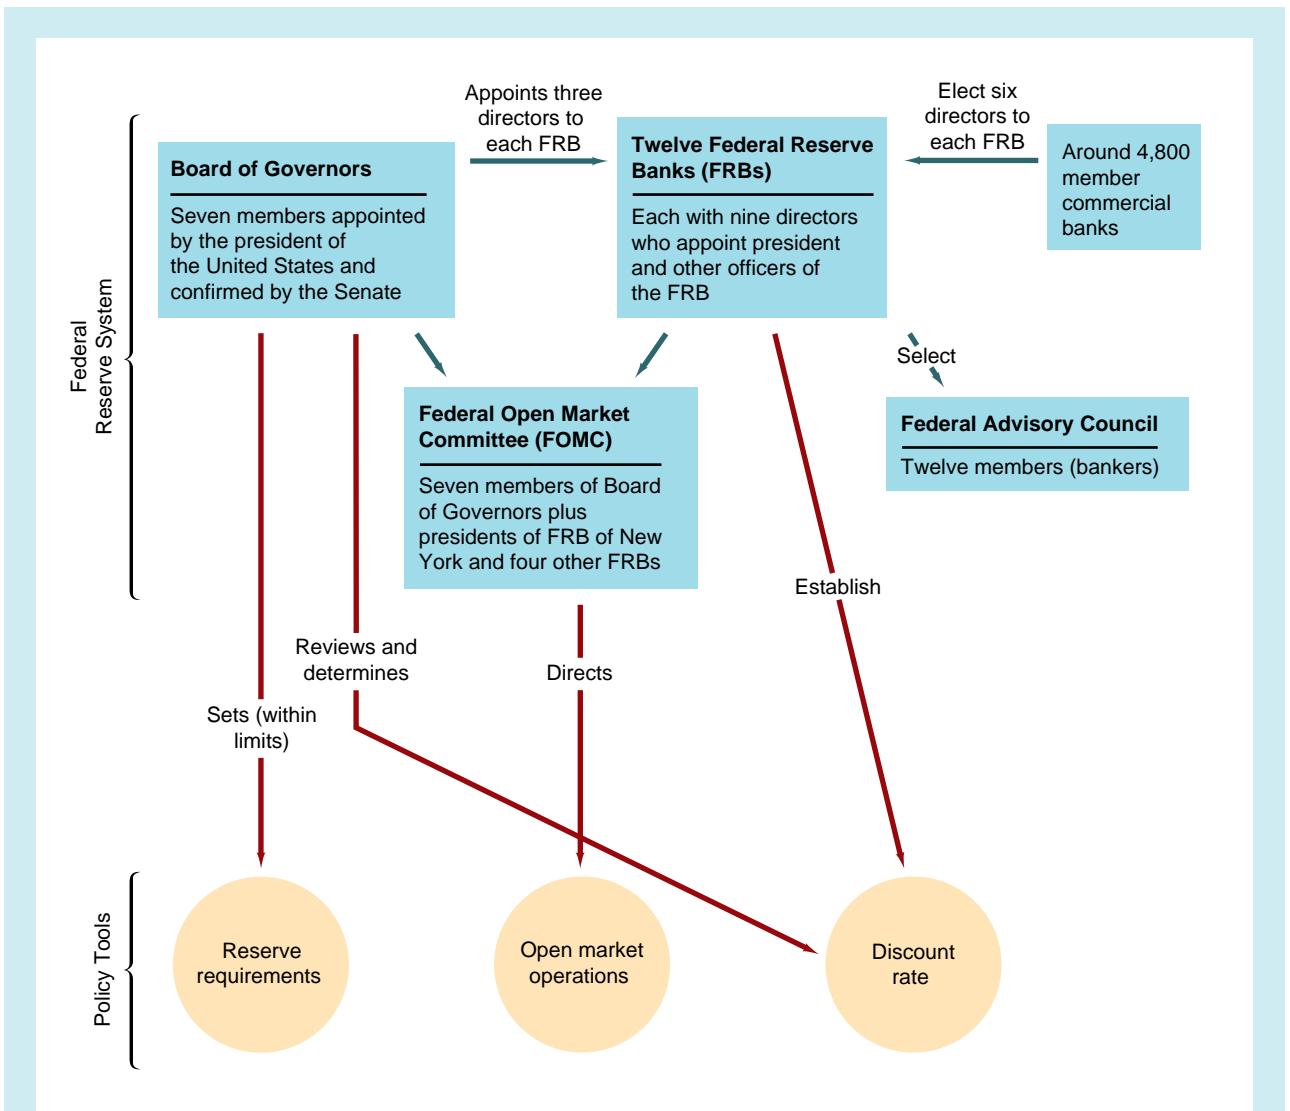 Appoints three
directors to
each FRB
Elect six
directors to
each FRB
Board of Governors
Seven members appointed
by the president of
the United States and
confirmed by the Senate
Twelve Federal Reserve
Banks (FRBs)
Each with nine directors
who appoint president
and other officers of
the FRB
Around 4,800
member
commercial
banks
Federal
Reserve System
Select
Federal Open Market
Committee (FOMC)
Seven members of Board
of Governors plus
presidents of FRB of New
York and four other FRBs
Federal Advisory Council
Twelve members (bankers)
Establish
Reviews and
determines
Directs
Sets (within
limits)
Policy Tools
Reserve
requirements
Open market
operations
Discount
rate